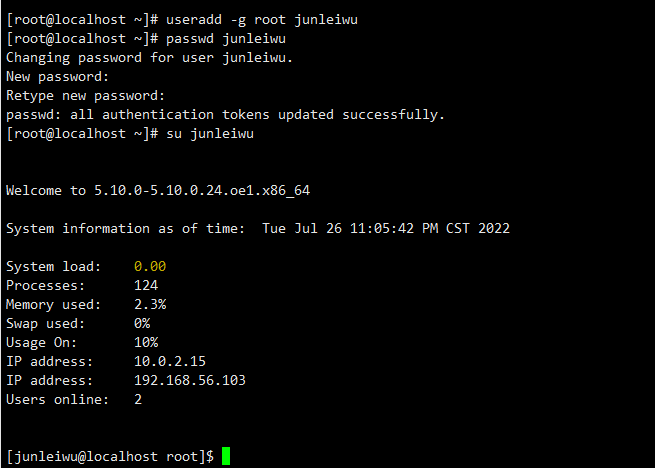 [root@localhost ~]# useradd -g root junleiwu
[root@localhost ~]# passwd junleiwu
Changing password for user junleiwu.
New password:
Retype new password:
passwd: all authentication tokens updated successfully.
[root@localhost ~]# su junleiwu
Welcome to 5.10.0-5.10.0.24.oe1.x86_64
System information as of time:  Tue Jul 26 11:05:42 PM CST 2022
System load:    0.00
Processes:      124
Memory used:    2.3%
Swap used:      0%
Usage On:       10%
IP address:     10.0.2.15
IP address:     192.168.56.103
Users online:   2
[junleiwu@localhost root]$